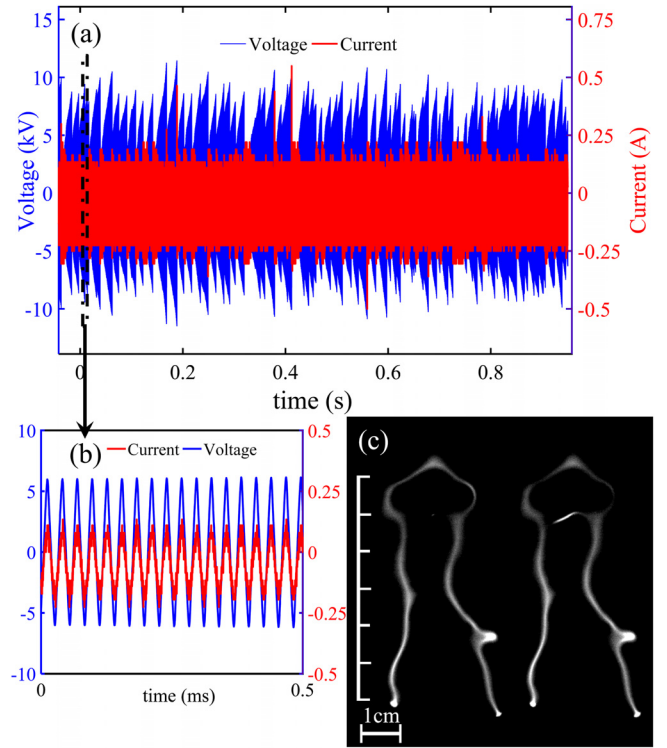 (a)
Voltage Current
15
10
5
0
-5
-10
Voltage (kV)
0.75
0.5
0.25
0
-0.25
-0.5
Current (A)
0 0.2 0.4 0.6 0.8
time (s)
(b)
Current Voltage
10
5
0
-5
-10
0.5
0.25
0
-0.25
-0.5
0 0.5
time (ms)
(c)
1cm